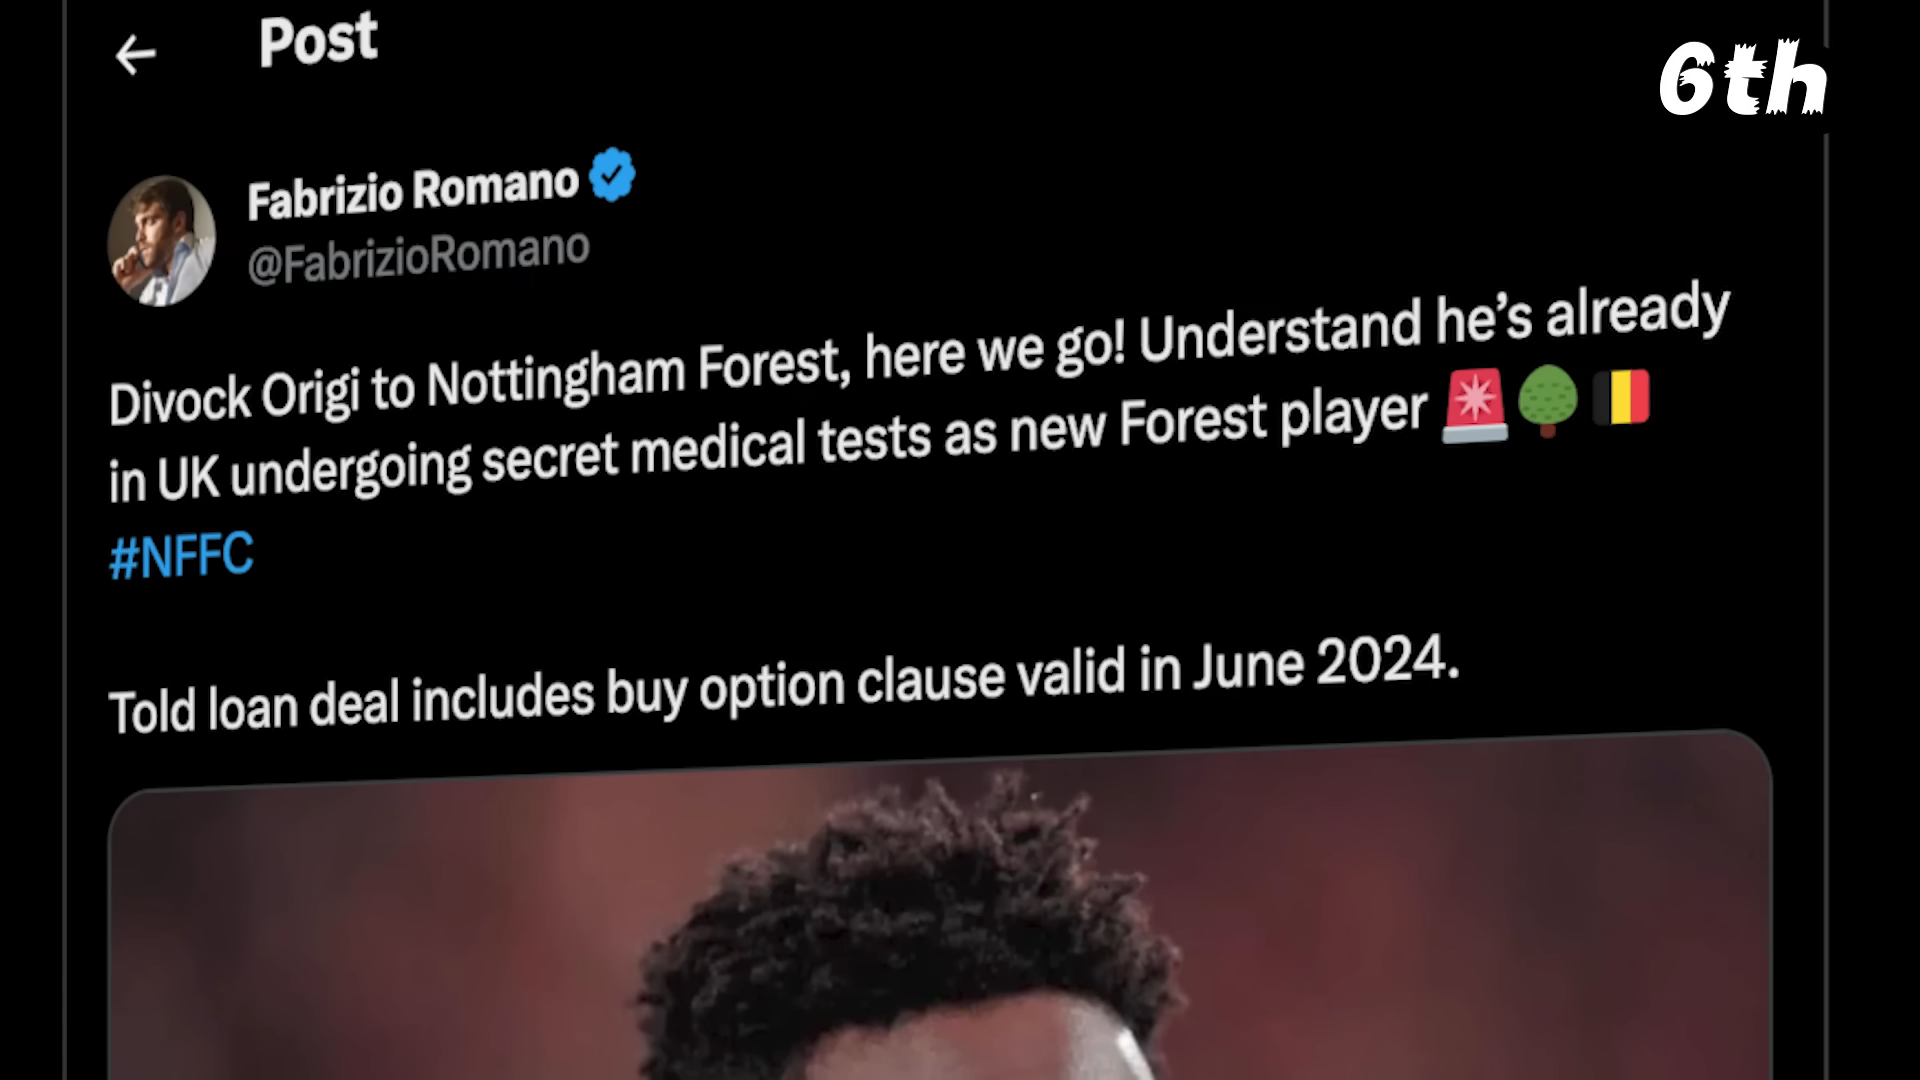 Post
6th
Fabrizio Romano
@FabrizioRomano
Divock Origi to Nottingham Forest, here we go! Understand he’s already
in UK undergoing secret medical tests as new Forest player 🚨🌳🇧🇪
#NFFC
Told loan deal includes buy option clause valid in June 2024.